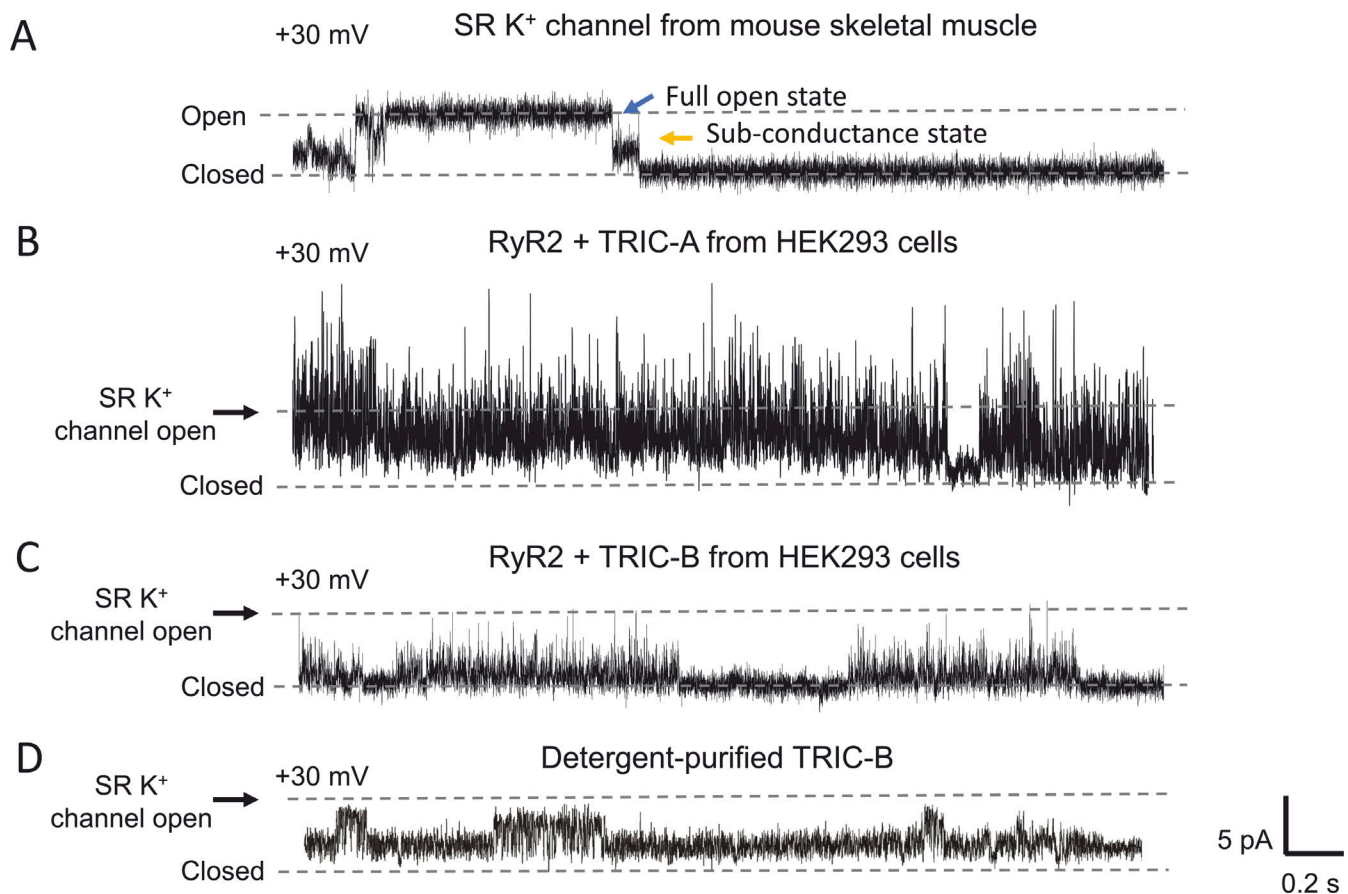 A
+30 mV
SR K⁺ channel from mouse skeletal muscle
Open
Full open state
Sub-conductance state
Closed
B
+30 mV
RyR2 + TRIC-A from HEK293 cells
SR K⁺
channel open
Closed
C
+30 mV
RyR2 + TRIC-B from HEK293 cells
SR K⁺
channel open
Closed
D
+30 mV
Detergent-purified TRIC-B
SR K⁺
channel open
Closed
5 pA
0.2 s